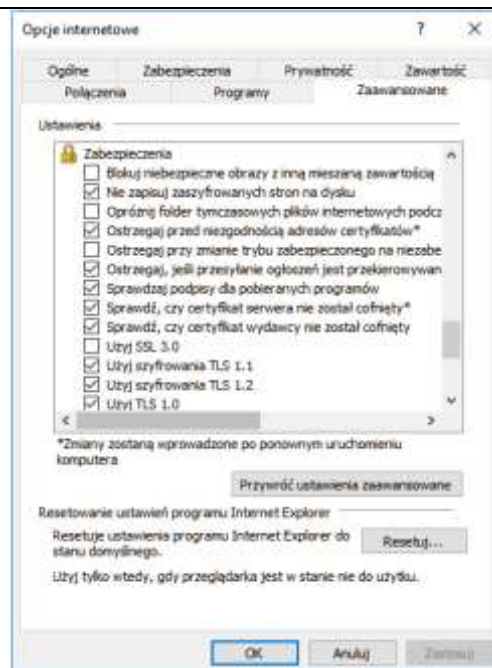 Opcje internetowe
?
Ogólne Zabezpieczenia Prywatność Zawartość
Połączenia Programy Zaawansowane
Ustawienia
Zabezpieczenia
Blokuj niebezpieczne obrazy z inną mieszaną zawartością
Nie zapisuj zaszyfrowanych stron na dysku
Opróżnij folder tymczasowych plików internetowych podcz
Ostrzegaj przed niezgodnością adresów certyfikatów*
Ostrzegaj przy zmianie trybu zabezpieczonego na niezabe
Ostrzegaj, jeśli przesyłanie ogłoszeń jest przekierowywan
Sprawdzaj podpisy dla pobieranych programów
Sprawdź, czy certyfikat serwera nie został cofnięty*
Sprawdź, czy certyfikat wydawcy nie został cofnięty
Użyj SSL 3.0
Użyj szyfrowania TLS 1.1
Użyj szyfrowania TLS 1.2
Użyj TLS 1.0
*Zmiany zostaną wprowadzone po ponownym uruchomieniu
komputera
Przywróć ustawienia zaawansowane
Resetowanie ustawień programu Internet Explorer
Resetuje ustawienia programu Internet Explorer do
stanu domyślnego.
Resetuj...
Użyj tylko wtedy, gdy przeglądarka jest w stanie nie do użytku.
OK Anuluj Zastosuj